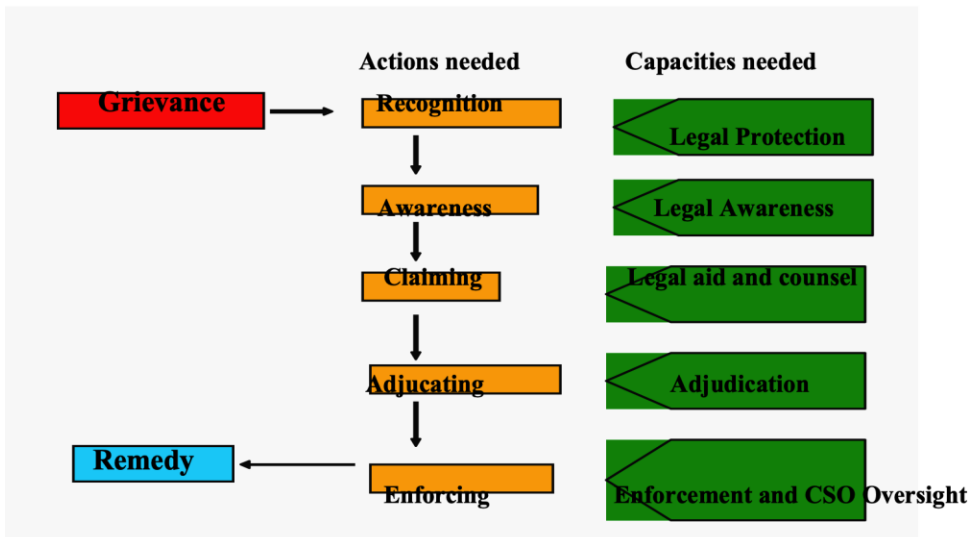 Actions needed
Capacities needed
Grievance
Recognition
Legal Protection
Awareness
Legal Awareness
Claiming
Legal aid and counsel
Adjucating
Adjudication
Remedy
Enforcing
Enforcement and CSO Oversight